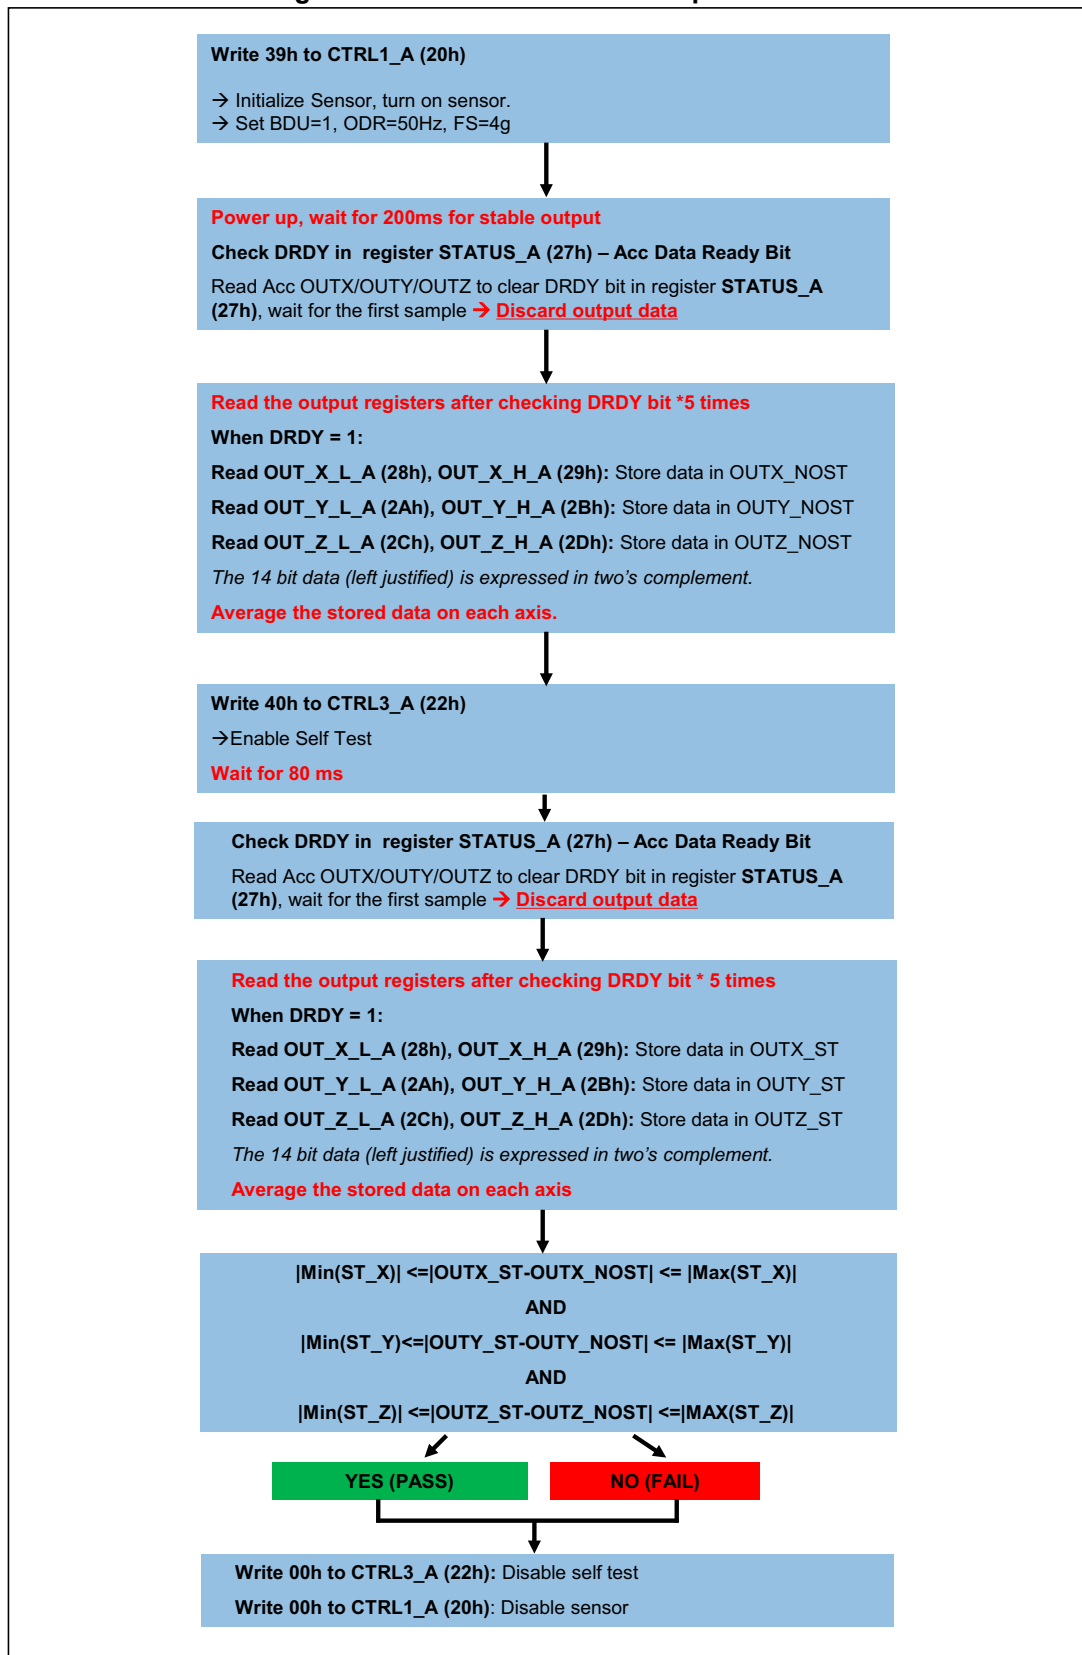 Write 39h to CTRL1_A (20h)
→ Initialize Sensor, turn on sensor.
→ Set BDU=1, ODR=50Hz, FS=4g
Power up, wait for 200ms for stable output
Check DRDY in register STATUS_A (27h) – Acc Data Ready Bit
Read Acc OUTX/OUTY/OUTZ to clear DRDY bit in register STATUS_A
(27h), wait for the first sample → Discard output data
Read the output registers after checking DRDY bit *5 times
When DRDY = 1:
Read OUT_X_L_A (28h), OUT_X_H_A (29h): Store data in OUTX_NOST
Read OUT_Y_L_A (2Ah), OUT_Y_H_A (2Bh): Store data in OUTY_NOST
Read OUT_Z_L_A (2Ch), OUT_Z_H_A (2Dh): Store data in OUTZ_NOST
The 14 bit data (left justified) is expressed in two's complement.
Average the stored data on each axis.
Write 40h to CTRL3_A (22h)
→Enable Self Test
Wait for 80 ms
Check DRDY in register STATUS_A (27h) – Acc Data Ready Bit
Read Acc OUTX/OUTY/OUTZ to clear DRDY bit in register STATUS_A
(27h), wait for the first sample → Discard output data
Read the output registers after checking DRDY bit * 5 times
When DRDY = 1:
Read OUT_X_L_A (28h), OUT_X_H_A (29h): Store data in OUTX_ST
Read OUT_Y_L_A (2Ah), OUT_Y_H_A (2Bh): Store data in OUTY_ST
Read OUT_Z_L_A (2Ch), OUT_Z_H_A (2Dh): Store data in OUTZ_ST
The 14 bit data (left justified) is expressed in two's complement.
Average the stored data on each axis
|Min(ST_X)| <=|OUTX_ST-OUTX_NOST| <= |Max(ST_X)|
AND
|Min(ST_Y)<=|OUTY_ST-OUTY_NOST| <= |Max(ST_Y)|
AND
|Min(ST_Z)| <=|OUTZ_ST-OUTZ_NOST| <=|MAX(ST_Z)|
YES (PASS)
NO (FAIL)
Write 00h to CTRL3_A (22h): Disable self test
Write 00h to CTRL1_A (20h): Disable sensor